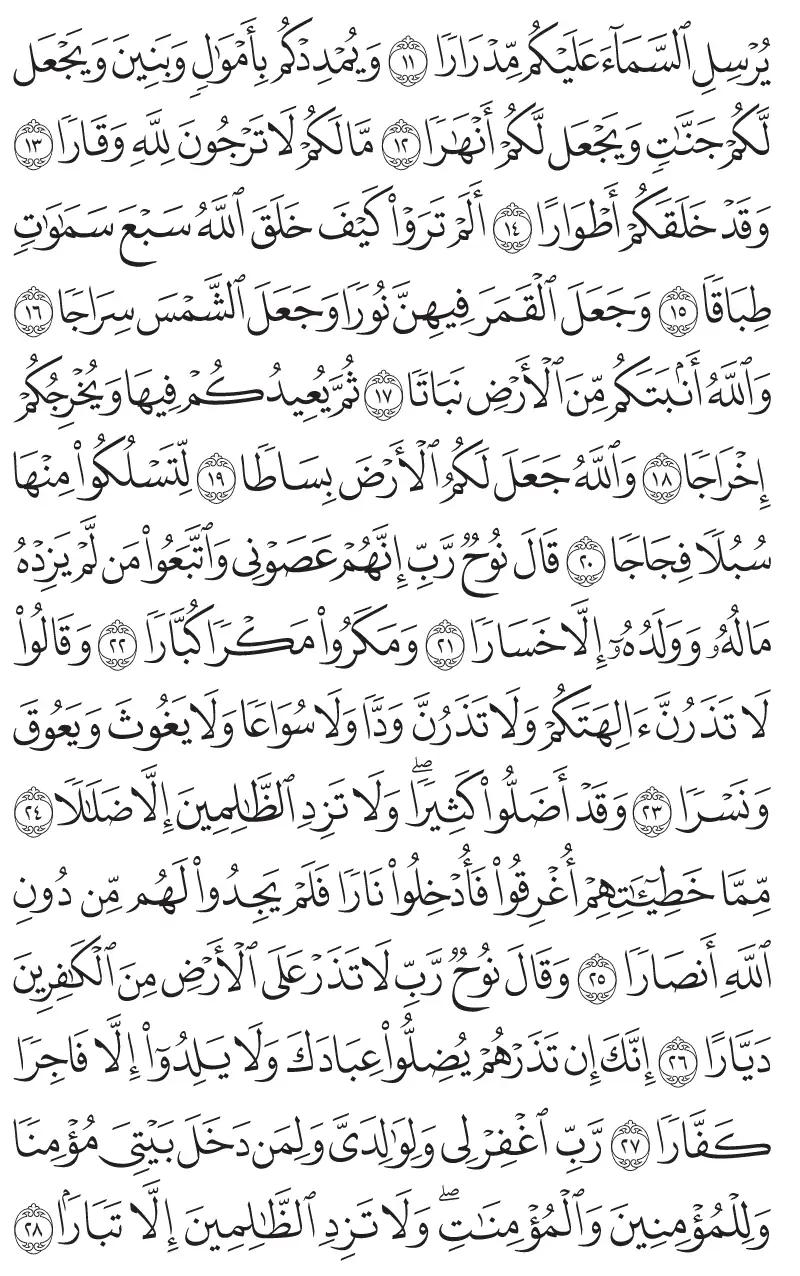 يُرْسِلِ ٱلسَّمَآءَ عَلَيْكُم مِّدْرَارًا ١١ وَيُمْدِدْكُم بِأَمْوَٰلٍ وَبَنِينَ وَيَجْعَل
لَّكُمْ جَنَّٰتٍ وَيَجْعَل لَّكُمْ أَنْهَٰرًا ١٢ مَّا لَكُمْ لَا تَرْجُونَ لِلَّهِ وَقَارًا ١٣
وَقَدْ خَلَقَكُمْ أَطْوَارًا ١٤ أَلَمْ تَرَوْا۟ كَيْفَ خَلَقَ ٱللَّهُ سَبْعَ سَمَٰوَٰتٍ
طِبَاقًا ١٥ وَجَعَلَ ٱلْقَمَرَ فِيهِنَّ نُورًا وَجَعَلَ ٱلشَّمْسَ سِرَاجًا ١٦
وَٱللَّهُ أَنۢبَتَكُم مِّنَ ٱلْأَرْضِ نَبَاتًا ١٧ ثُمَّ يُعِيدُكُمْ فِيهَا وَيُخْرِجُكُمْ
إِخْرَاجًا ١٨ وَٱللَّهُ جَعَلَ لَكُمُ ٱلْأَرْضَ بِسَاطًا ١٩ لِّتَسْلُكُوا۟ مِنْهَا
سُبُلًا فِجَاجًا ٢٠ قَالَ نُوحٌ رَّبِّ إِنَّهُمْ عَصَوْنِى وَٱتَّبَعُوا۟ مَن لَّمْ يَزِدْهُ
مَالُهُۥ وَوَلَدُهُۥٓ إِلَّا خَسَارًا ٢١ وَمَكَرُوا۟ مَكْرًا كُبَّارًا ٢٢ وَقَالُوا۟
لَا تَذَرُنَّ ءَالِهَتَكُمْ وَلَا تَذَرُنَّ وَدًّا وَلَا سُوَاعًا وَلَا يَغُوثَ وَيَعُوقَ
وَنَسْرًا ٢٣ وَقَدْ أَضَلُّوا۟ كَثِيرًا ۖ وَلَا تَزِدِ ٱلظَّٰلِمِينَ إِلَّا ضَلَٰلًا ٢٤
مِّمَّا خَطِيٓـَٰٔتِهِمْ أُغْرِقُوا۟ فَأُدْخِلُوا۟ نَارًا فَلَمْ يَجِدُوا۟ لَهُم مِّن دُونِ
ٱللَّهِ أَنصَارًا ٢٥ وَقَالَ نُوحٌ رَّبِّ لَا تَذَرْ عَلَى ٱلْأَرْضِ مِنَ ٱلْكَٰفِرِينَ
دَيَّارًا ٢٦ إِنَّكَ إِن تَذَرْهُمْ يُضِلُّوا۟ عِبَادَكَ وَلَا يَلِدُوٓا۟ إِلَّا فَاجِرًا
كَفَّارًا ٢٧ رَّبِّ ٱغْفِرْ لِى وَلِوَٰلِدَىَّ وَلِمَن دَخَلَ بَيْتِىَ مُؤْمِنًا
وَلِلْمُؤْمِنِينَ وَٱلْمُؤْمِنَٰتِ ۖ وَلَا تَزِدِ ٱلظَّٰلِمِينَ إِلَّا تَبَارًۢا ٢٨